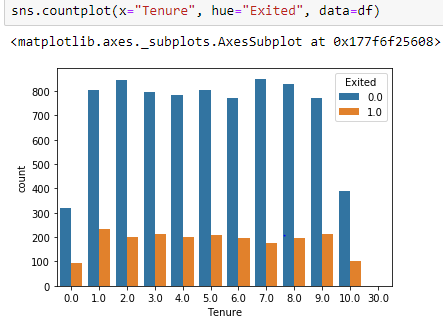 sns.countplot(x="Tenure", hue="Exited", data=df)
<matplotlib.axes._subplots.AxesSubplot at 0x177f6f25608>
Exited
0.0
1.0
800
700
600
500
400
300
200
100
0
count
0.0 1.0 2.0 3.0 4.0 5.0 6.0 7.0 8.0 9.0 10.0 30.0
Tenure